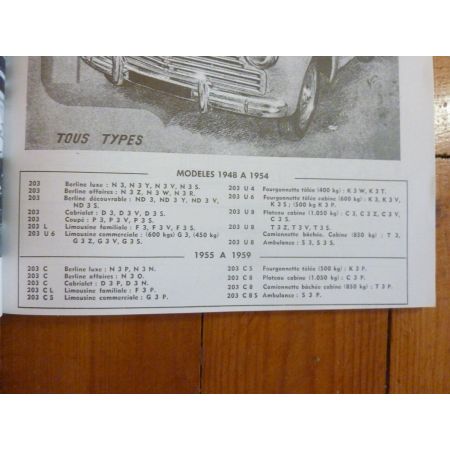 TOUS TYPES
MODELES 1948 A 1954
203 Berline luxe : N 3, N 3 Y, N 3 V, N 3 S.
203 Berline affaires : N 3 Z, N 3 W, N 3 R.
203 Berline découvrable : ND 3, ND 3 Y, ND 3 V,
ND 3 S.
203 Cabriolet : D 3, D 3 V, D 3 S.
203 Coupé : P 3, P 3 V, P 3 S.
203 L Limousine familiale : F 3, F 3 V, F 3 S.
203 U 6 Limousine commerciale : (600 kgs) G 3, (450 kg)
G 3 Z, G 3 V, G 3 S.
203 U 4 Fourgonnette tôlée (400 kg) : K 3 W, K 3 T.
203 U 6 Fourgonnette tôlée cabine (600 kg) : K 3, K 3 V,
K 3 S ; (500 kg K 3 P.
203 U 8 Plateau cabine (1.050 kg) : C 3, C 3 Z, C 3 V,
C 3 S.
203 U 8 Camionnette bâchée. Cabine (850 kg) : T 3,
T 3 Z, T 3 V, T 3 S.
203 U 8 Ambulance : S 3, S 3 S.
1955 A 1959
203 C Berline luxe : N 3 P, N 3 N.
203 C Berline affaires : N 3 O.
203 C Cabriolet : D 3 P, D 3 N.
203 C L Limousine familiale : F 3 P.
203 C 5 Limousine commerciale : G 3 P.
203 C 5 Fourgonnette tôlée (500 kg) : K 3 P.
203 C 8 Plateau cabine (1.050 kg) : C 3 P.
203 C 8 Camionnette bâchée cabine (850 kg) : T 3 P.
203 C 8 S Ambulance : S 3 P.